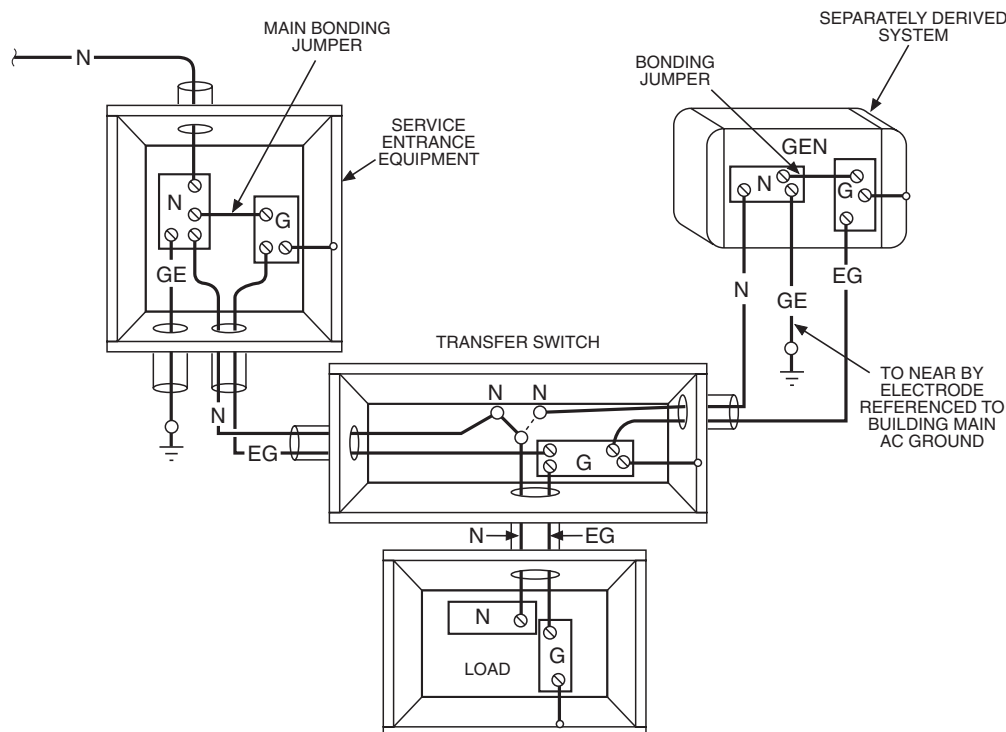 MAIN BONDING
JUMPER
SEPARATELY DERIVED
SYSTEM
N
BONDING
JUMPER
SERVICE
ENTRANCE
EQUIPMENT
GEN
N
G
N
G
GE
EG
N
GE
TRANSFER SWITCH
TO NEAR BY
ELECTRODE
REFERENCED TO
BUILDING MAIN
AC GROUND
N
N
N
EG
G
N
EG
N
G
LOAD